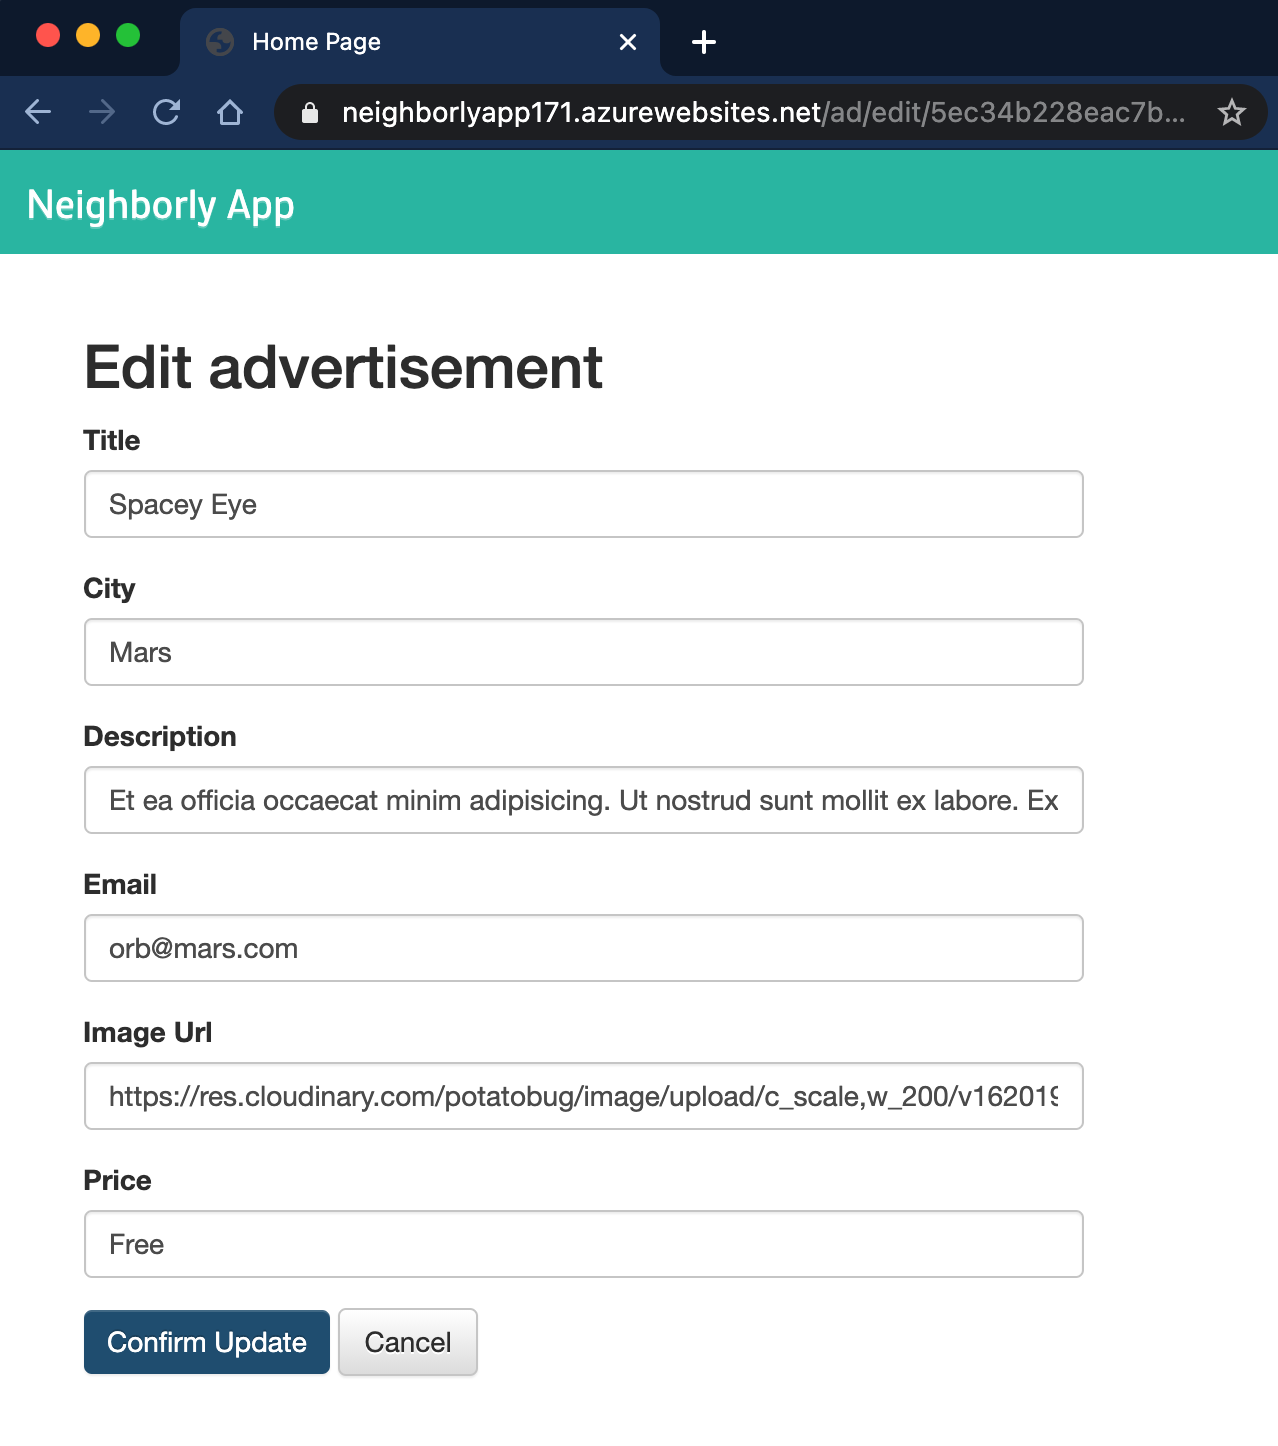 Home Page
neighborlyapp171.azurewebsites.net/ad/edit/5ec34b228eac7b...
Neighborly App
Edit advertisement
Title
Spacey Eye
City
Mars
Description
Et ea officia occaecat minim adipisicing. Ut nostrud sunt mollit ex labore. Ex
Email
orb@mars.com
Image Url
https://res.cloudinary.com/potatobug/image/upload/c_scale,w_200/v162019
Price
Free
Confirm Update Cancel